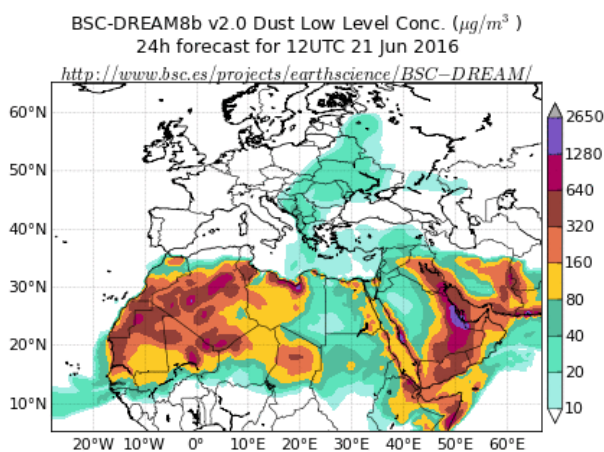 BSC-DREAM8b v2.0 Dust Low Level Conc. (μg/m³ )
24h forecast for 12UTC 21 Jun 2016
http://www.bsc.es/projects/earthscience/BSC−DREAM/
60°N
50°N
40°N
30°N
20°N
10°N
20°W 10°W 0° 10°E 20°E 30°E 40°E 50°E 60°E
2650
1280
640
320
160
80
40
20
10